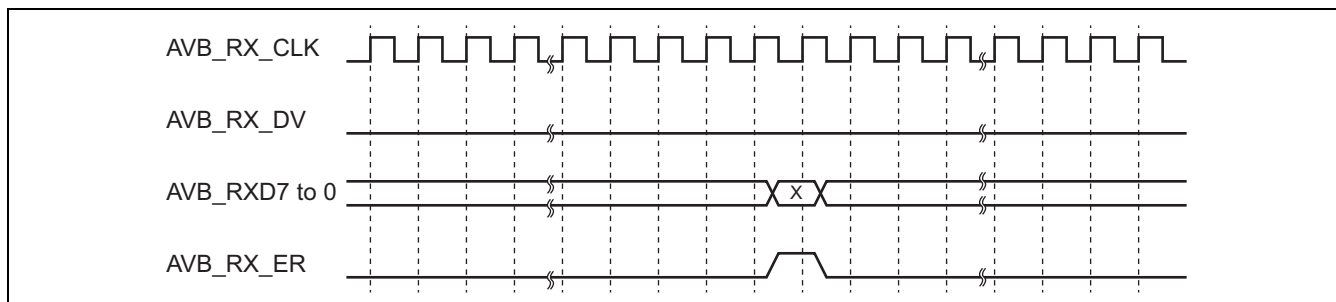 AVB_RX_CLK
AVB_RX_DV
AVB_RXD7 to 0
X
AVB_RX_ER